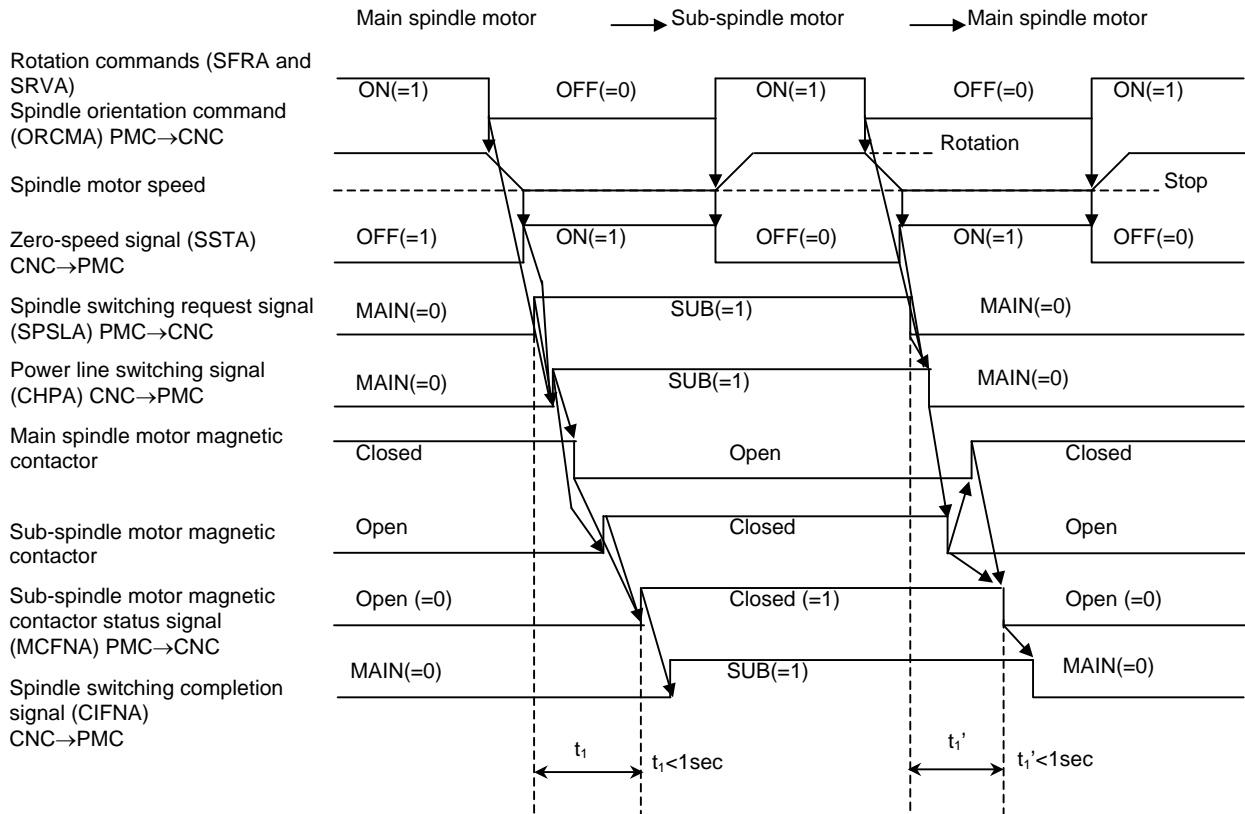 Main spindle motor → Sub-spindle motor → Main spindle motor
Rotation commands (SFRA and
SRVA)
Spindle orientation command
(ORCMA) PMC→CNC
ON(=1) OFF(=0) ON(=1) OFF(=0) ON(=1)
Rotation
Spindle motor speed
Stop
Zero-speed signal (SSTA)
CNC→PMC
OFF(=1) ON(=1) OFF(=0) ON(=1) OFF(=0)
Spindle switching request signal
(SPSLA) PMC→CNC
MAIN(=0) SUB(=1) MAIN(=0)
Power line switching signal
(CHPA) CNC→PMC
MAIN(=0) SUB(=1) MAIN(=0)
Main spindle motor magnetic
contactor
Closed Open Closed
Sub-spindle motor magnetic
contactor
Open Closed Open
Sub-spindle motor magnetic
contactor status signal
(MCFNA) PMC→CNC
Open (=0) Closed (=1) Open (=0)
Spindle switching completion
signal (CIFNA)
CNC→PMC
MAIN(=0) SUB(=1) MAIN(=0)
t₁ t₁<1sec t₁’ t₁’<1sec